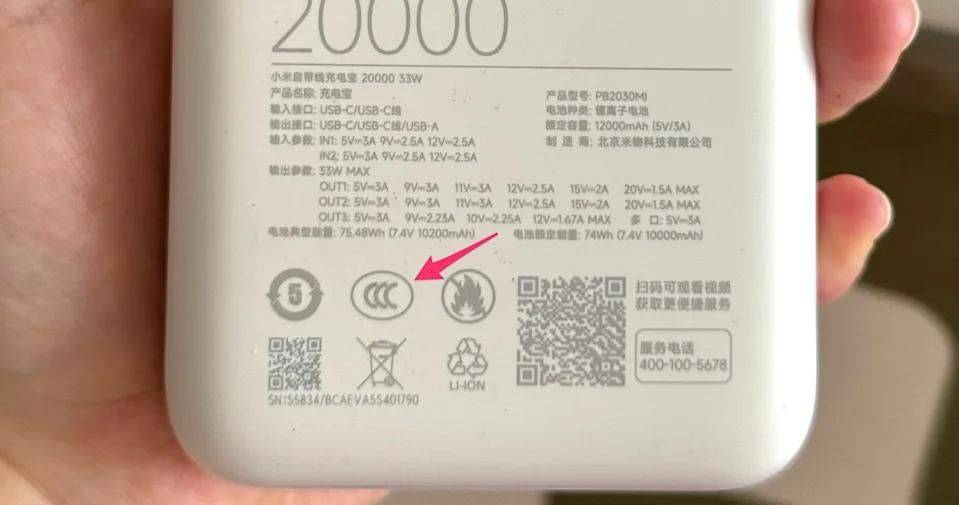 20000
小米自带线充电宝 20000 33W
产品名称: 充电宝
产品型号: PB2030MI
输入接口: USB-C/USB-C线
电池种类: 锂离子电池
输出接口: USB-C/USB-C线/USB-A
额定容量: 12000mAh (5V/3A)
输入参数: IN1: 5V⎓3A 9V⎓2.5A 12V⎓2.5A
制 造 商: 北京米物科技有限公司
IN2: 5V⎓3A 9V⎓2.5A 12V⎓2.5A
输出参数: 33W MAX
OUT1: 5V⎓3A 9V⎓3A 11V⎓3A 12V⎓2.5A 15V⎓2A 20V⎓1.5A MAX
OUT2: 5V⎓3A 9V⎓3A 11V⎓3A 12V⎓2.5A 15V⎓2A 20V⎓1.5A MAX
OUT3: 5V⎓3A 9V⎓2.23A 10V⎓2.25A 12V⎓1.67A MAX 多 口: 5V⎓3A
电池典型能量: 75.48Wh (7.4V 10200mAh) 电池额定能量: 74Wh (7.4V 10000mAh)
5
CCC
扫码可观看视频
获取更便捷服务
服务电话
400-100-5678
LI-ION
SN:55834/BCAEVA5S401790